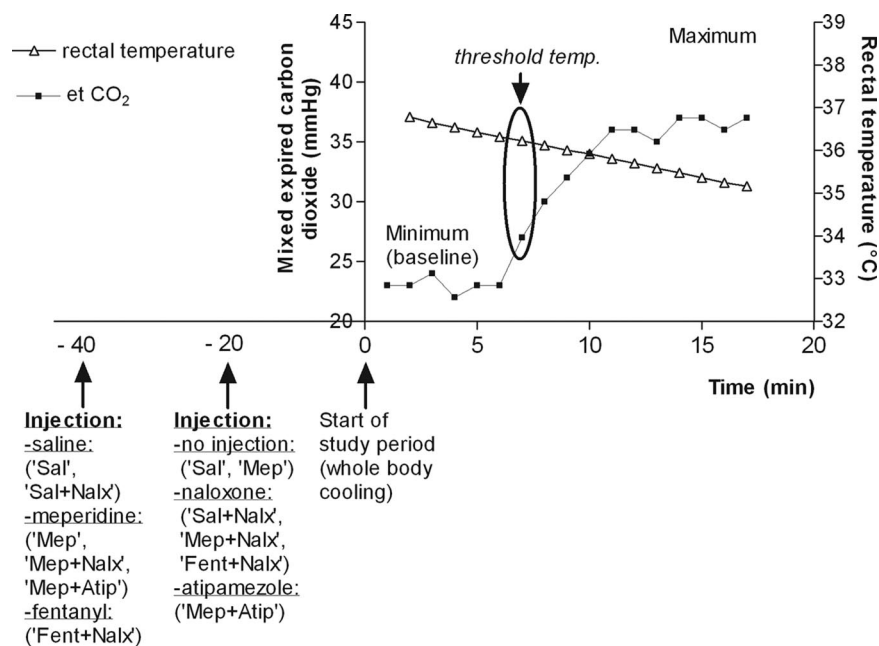 rectal temperature
et CO₂
Mixed expired carbon
dioxide (mmHg)
45
40
35
30
25
20
threshold temp.
Maximum
Minimum
(baseline)
39
38
37
36
35
34
33
32
Rectal temperature (°C)
- 40
- 20
0
5
10
15
20
Time (min)
Injection:
-saline:
('Sal',
'Sal+Nalx')
-meperidine:
('Mep',
'Mep+Nalx',
'Mep+Atip')
-fentanyl:
('Fent+Nalx')
Injection:
-no injection:
('Sal', 'Mep')
-naloxone:
('Sal+Nalx',
'Mep+Nalx',
'Fent+Nalx')
-atipamezole:
('Mep+Atip')
Start of
study period
(whole body
cooling)